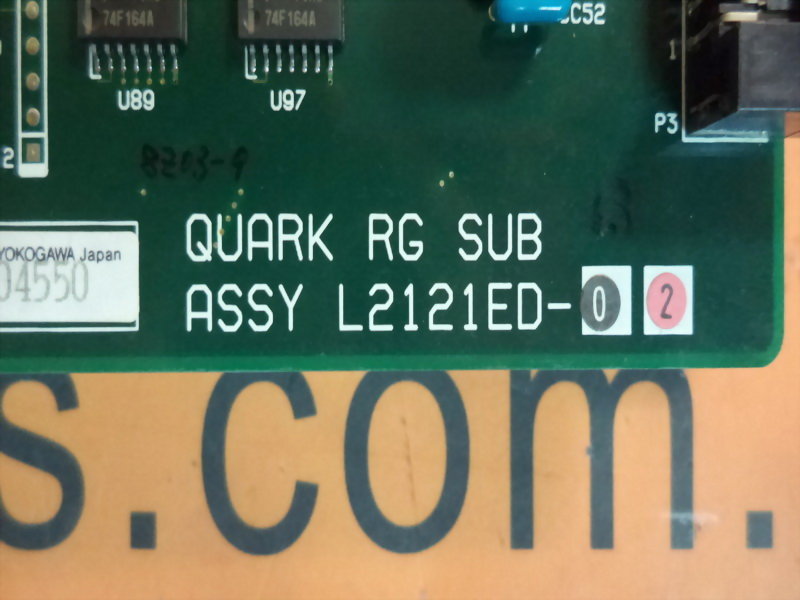 74F164A
74F164A
C52
U89
U97
1
P3
2
8203-9
YOKOGAWA Japan
04550
QUARK RG SUB
ASSY L2121ED-0 2
s.com.